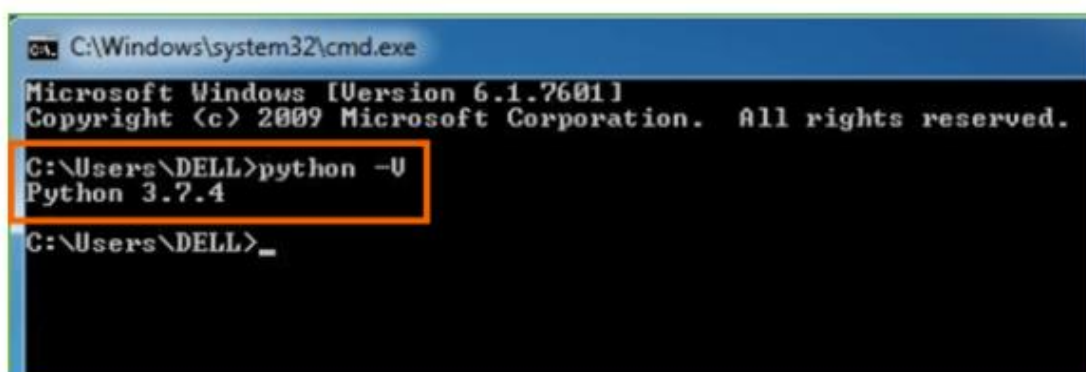 C:\Windows\system32\cmd.exe
Microsoft Windows [Version 6.1.7601]
Copyright (c) 2009 Microsoft Corporation.  All rights reserved.
C:\Users\DELL>python -V
Python 3.7.4
C:\Users\DELL>_